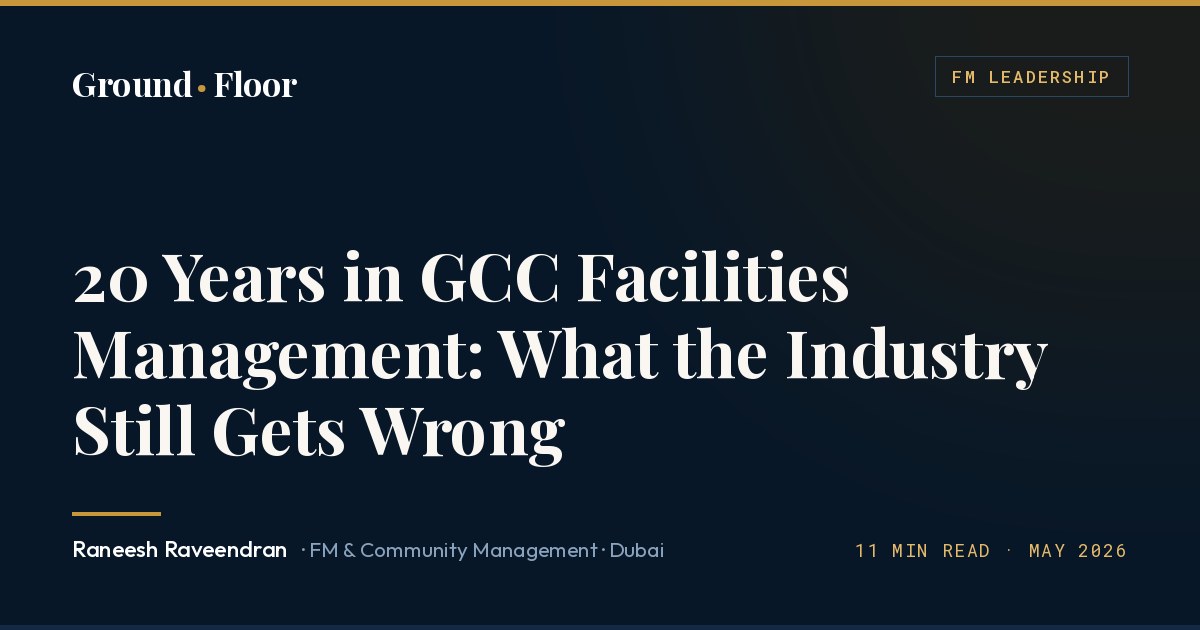 Ground • Floor
FM LEADERSHIP
20 Years in GCC Facilities
Management: What the Industry
Still Gets Wrong
Raneesh Raveendran · FM & Community Management · Dubai
11 MIN READ · MAY 2026